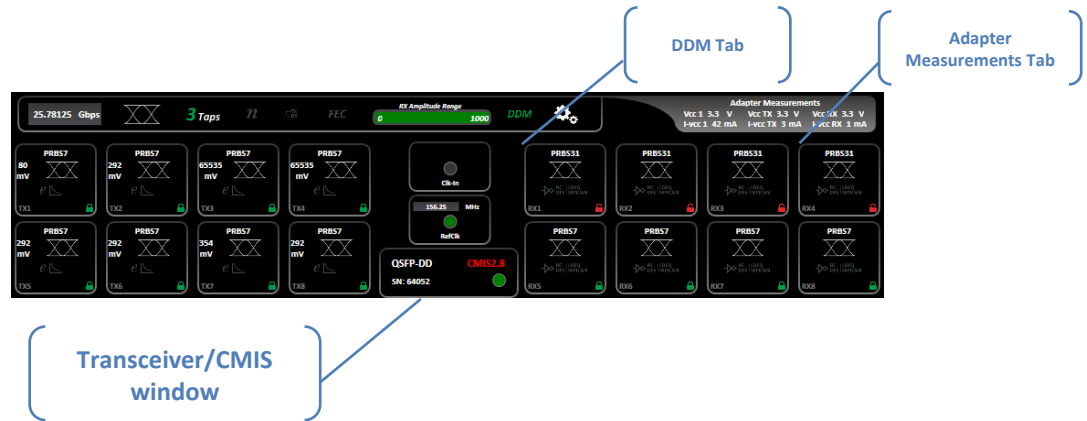 DDM Tab
Adapter
Measurements Tab
25.78125 Gbps
3 Taps
n
FEC
RX Amplitude Range
0 1000
DDM
Adapter Measurements
Vcc 1 3.3 V Vcc TX 3.3 V Vcc RX 3.3 V
I-vcc 1 42 mA I-vcc TX 3 mA I-vcc RX 1 mA
PRBS7
80
mV
e
TX1
PRBS7
292
mV
e
TX2
PRBS7
65535
mV
e
TX3
PRBS7
65535
mV
e
TX4
Clk-In
156.25 MHz
RefClk
PRBS31
RX1
PRBS31
RX2
PRBS31
RX3
PRBS31
RX4
PRBS7
292
mV
e
TX5
PRBS7
292
mV
e
TX6
PRBS7
354
mV
e
TX7
PRBS7
292
mV
e
TX8
QSFP-DD CMIS2.8
SN: 64052
PRBS7
RX5
PRBS7
RX6
PRBS7
RX7
PRBS7
RX8
Transceiver/CMIS
window